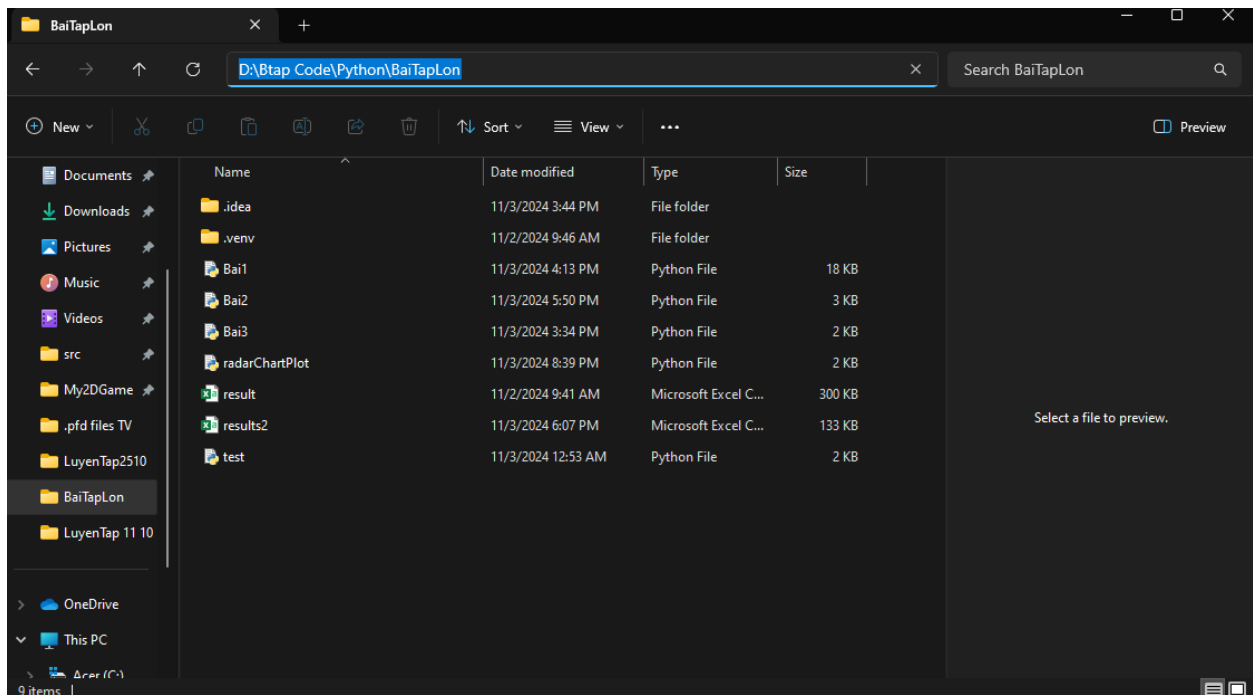 BaiTapLon
D:\Btap Code\Python\BaiTapLon
Search BaiTapLon
New
Sort
View
Preview
Documents
Downloads
Pictures
Music
Videos
src
My2DGame
.pfd files TV
LuyenTap2510
BaiTapLon
LuyenTap 11 10
OneDrive
This PC
Acer (C:)
Name Date modified Type Size
.idea 11/3/2024 3:44 PM File folder
.venv 11/2/2024 9:46 AM File folder
Bai1 11/3/2024 4:13 PM Python File 18 KB
Bai2 11/3/2024 5:50 PM Python File 3 KB
Bai3 11/3/2024 3:34 PM Python File 2 KB
radarChartPlot 11/3/2024 8:39 PM Python File 2 KB
result 11/2/2024 9:41 AM Microsoft Excel C... 300 KB
results2 11/3/2024 6:07 PM Microsoft Excel C... 133 KB
test 11/3/2024 12:53 AM Python File 2 KB
Select a file to preview.
9 items